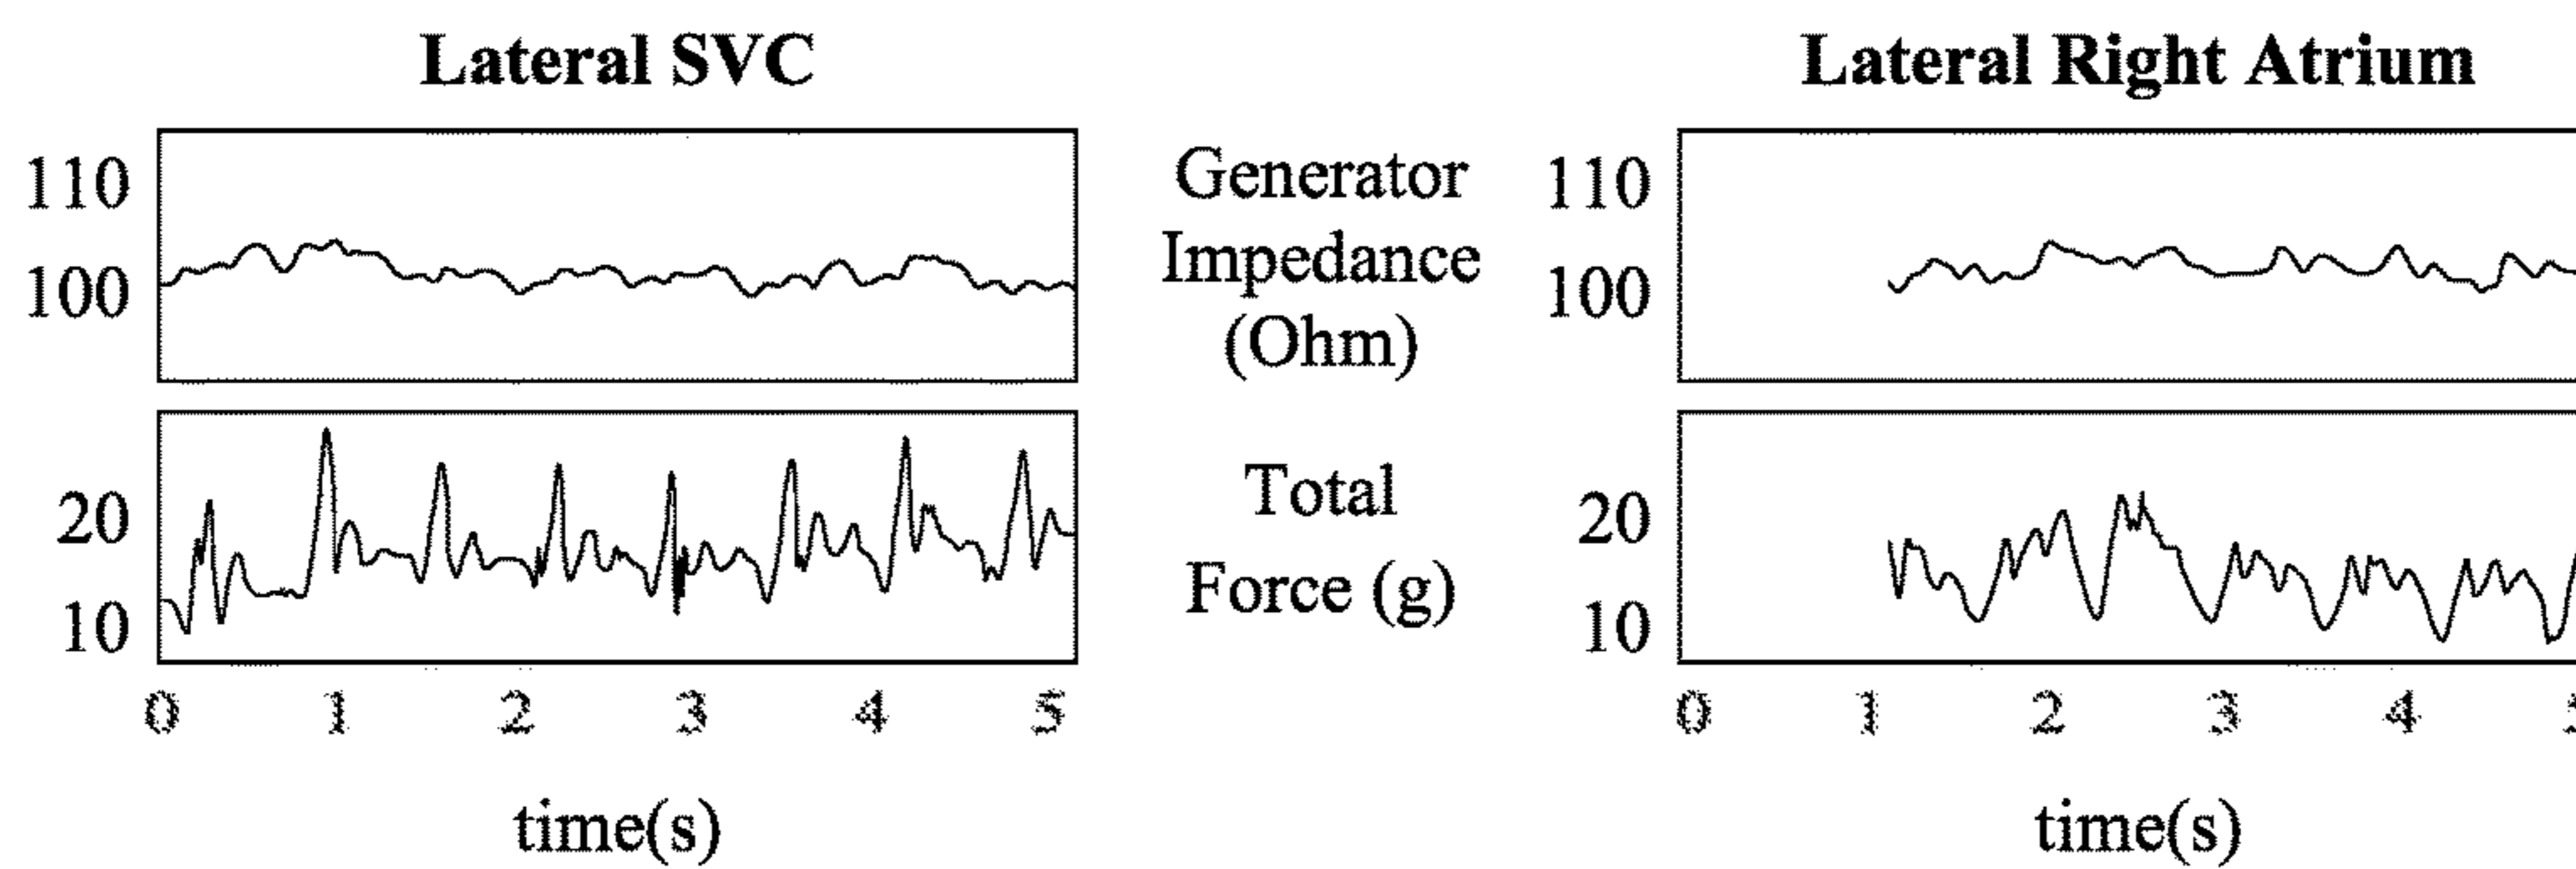 Lateral SVC
Lateral Right Atrium
110
100
Generator
Impedance
(Ohm)
110
100
20
10
Total
Force (g)
20
10
0 1 2 3 4 5
0 1 2 3 4
time(s)
time(s)